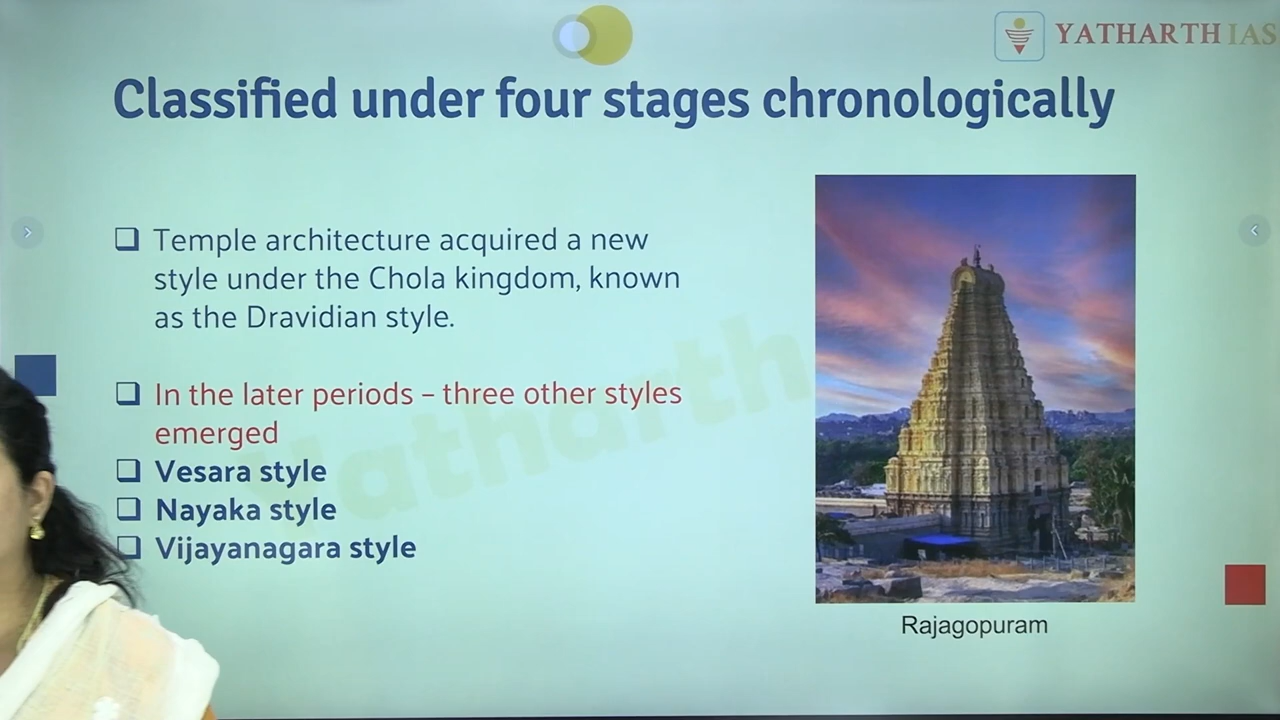 YATHARTH IAS
Classified under four stages chronologically
Temple architecture acquired a new
style under the Chola kingdom, known
as the Dravidian style.
In the later periods – three other styles
emerged
Vesara style
Nayaka style
Vijayanagara style
Yatharth
Rajagopuram